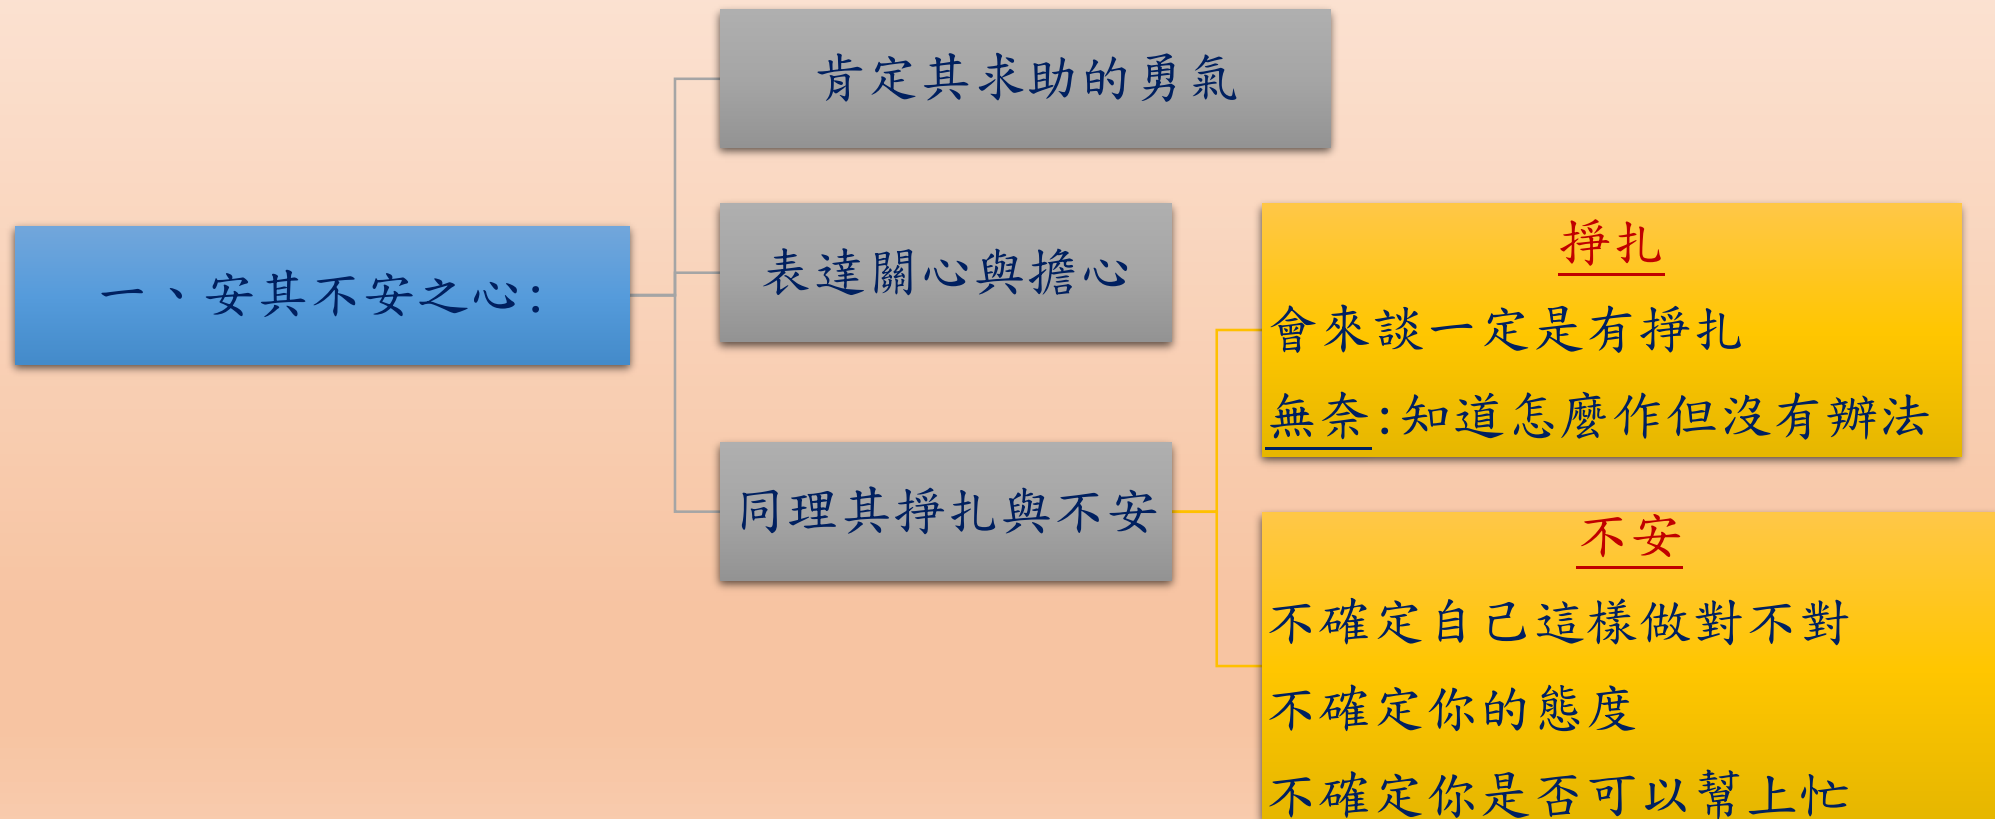 一、安其不安之心:
肯定其求助的勇氣
表達關心與擔心
同理其掙扎與不安
掙扎
會來談一定是有掙扎
無奈:知道怎麼作但沒有辦法
不安
不確定自己這樣做對不對
不確定你的態度
不確定你是否可以幫上忙